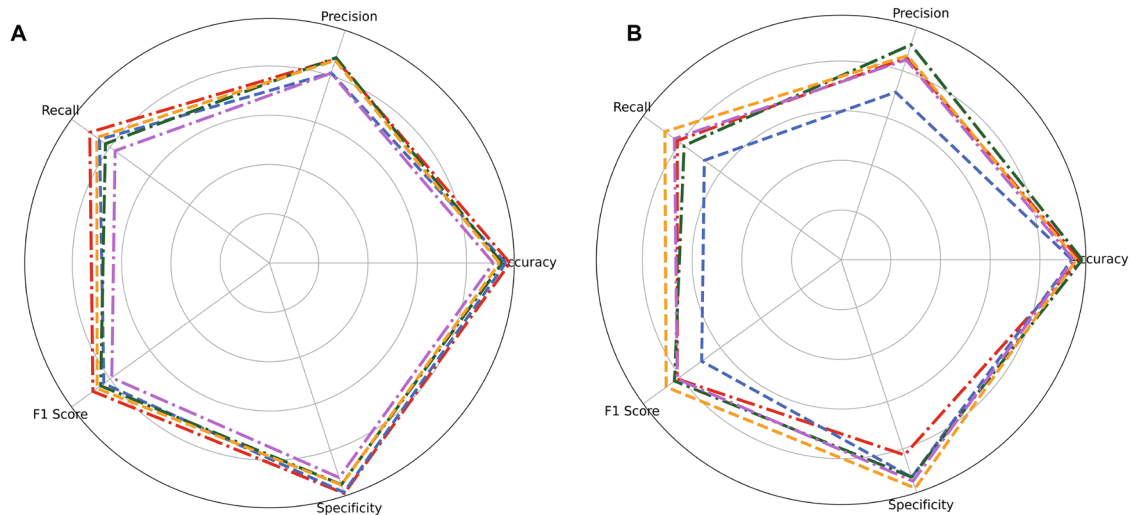 A
Precision
Recall
ccuracy
F1 Score
Specificity
B
Precision
Recall
ccuracy
F1 Score
Specificity